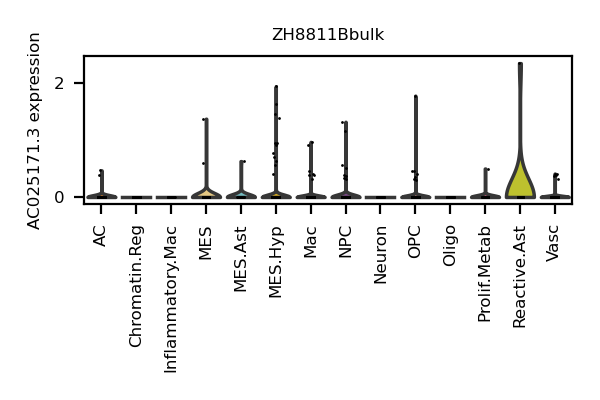 ZH8811Bbulk
AC025171.3 expression
2
0
AC
Chromatin.Reg
Inflammatory.Mac
MES
MES.Ast
MES.Hyp
Mac
NPC
Neuron
OPC
Oligo
Prolif.Metab
Reactive.Ast
Vasc